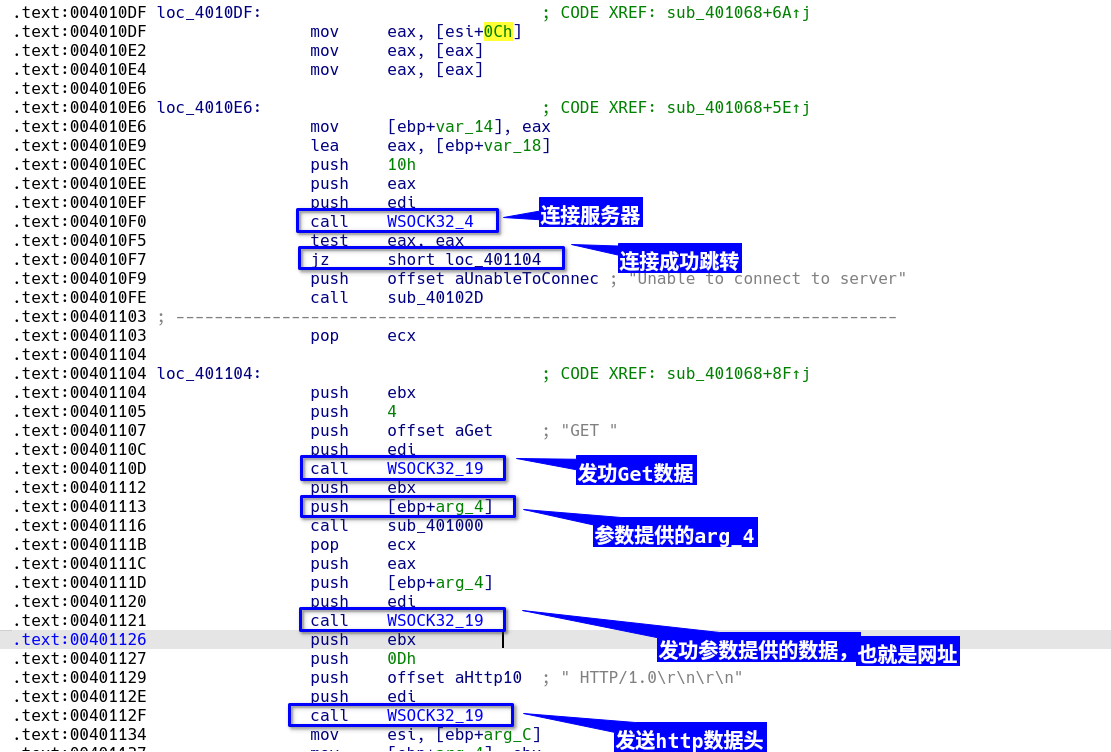 .text:004010DF loc_4010DF: ; CODE XREF: sub_401068+6A↑j
.text:004010DF mov eax, [esi+0Ch]
.text:004010E2 mov eax, [eax]
.text:004010E4 mov eax, [eax]
.text:004010E6
.text:004010E6 loc_4010E6: ; CODE XREF: sub_401068+5E↑j
.text:004010E6 mov [ebp+var_14], eax
.text:004010E9 lea eax, [ebp+var_18]
.text:004010EC push 10h
.text:004010EE push eax
.text:004010EF push edi
.text:004010F0 call WSOCK32_4
连接服务器
.text:004010F5 test eax, eax
.text:004010F7 jz short loc_401104
连接成功跳转
.text:004010F9 push offset aUnableToConnec ; "Unable to connect to server"
.text:004010FE call sub_40102D
.text:00401103 ; ---------------------------------------------------------------------------
.text:00401103 pop ecx
.text:00401104
.text:00401104 loc_401104: ; CODE XREF: sub_401068+8F↑j
.text:00401104 push ebx
.text:00401105 push 4
.text:00401107 push offset aGet ; "GET "
.text:0040110C push edi
.text:0040110D call WSOCK32_19
发功Get数据
.text:00401112 push ebx
.text:00401113 push [ebp+arg_4]
参数提供的arg_4
.text:00401116 call sub_401000
.text:0040111B pop ecx
.text:0040111C push eax
.text:0040111D push [ebp+arg_4]
.text:00401120 push edi
.text:00401121 call WSOCK32_19
发功参数提供的数据，也就是网址
.text:00401126 push ebx
.text:00401127 push 0Dh
.text:00401129 push offset aHttp10 ; " HTTP/1.0\r\n\r\n"
.text:0040112E push edi
.text:0040112F call WSOCK32_19
发送http数据头
.text:00401134 mov esi, [ebp+arg_C]
.text:00401137 mov [ebp+arg_4], ebx